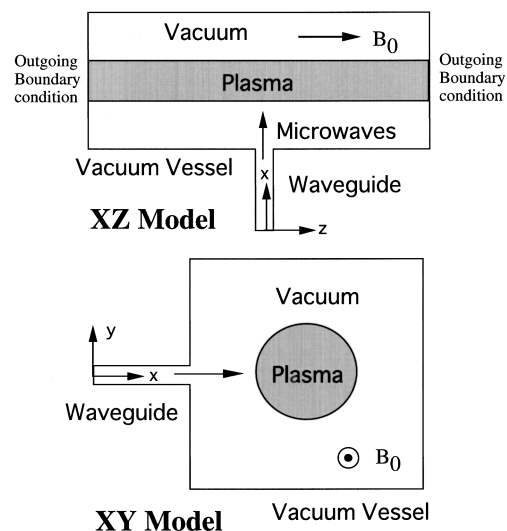 Vacuum
B0
Outgoing
Boundary
condition
Plasma
Outgoing
Boundary
condition
Microwaves
Vacuum Vessel
x
Waveguide
XZ Model
z
Vacuum
y
x
Plasma
Waveguide
B0
XY Model
Vacuum Vessel